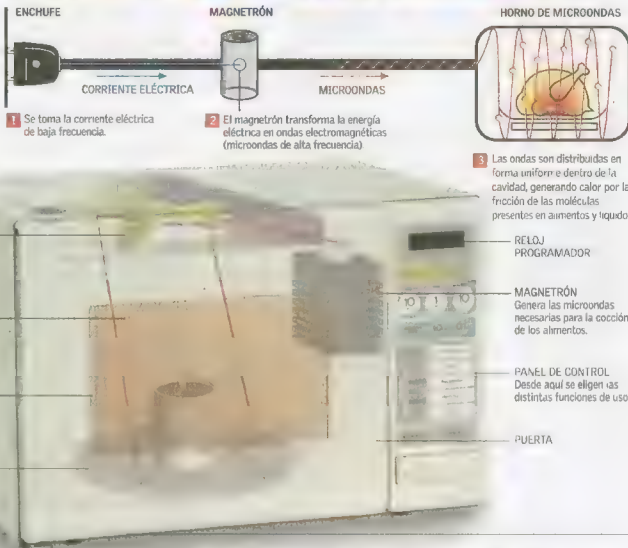 ENCHUFE
MAGNETRÓN
HORNO DE MICROONDAS
CORRIENTE ELÉCTRICA
MICROONDAS
1 Se toma la corriente eléctrica
de baja frecuencia.
2 El magnetrón transforma la energía
eléctrica en ondas electromagnéticas
(microondas de alta frecuencia)
3 Las ondas son distribuidas en
forma uniforme dentro de la
cavidad, generando calor por la
fricción de las moléculas
presentes en alimentos y líquido
RELOJ
PROGRAMADOR
MAGNETRÓN
Genera las microondas
necesarias para la cocción
de los alimentos.
PANEL DE CONTROL
Desde aquí se eligen las
distintas funciones de uso
PUERTA